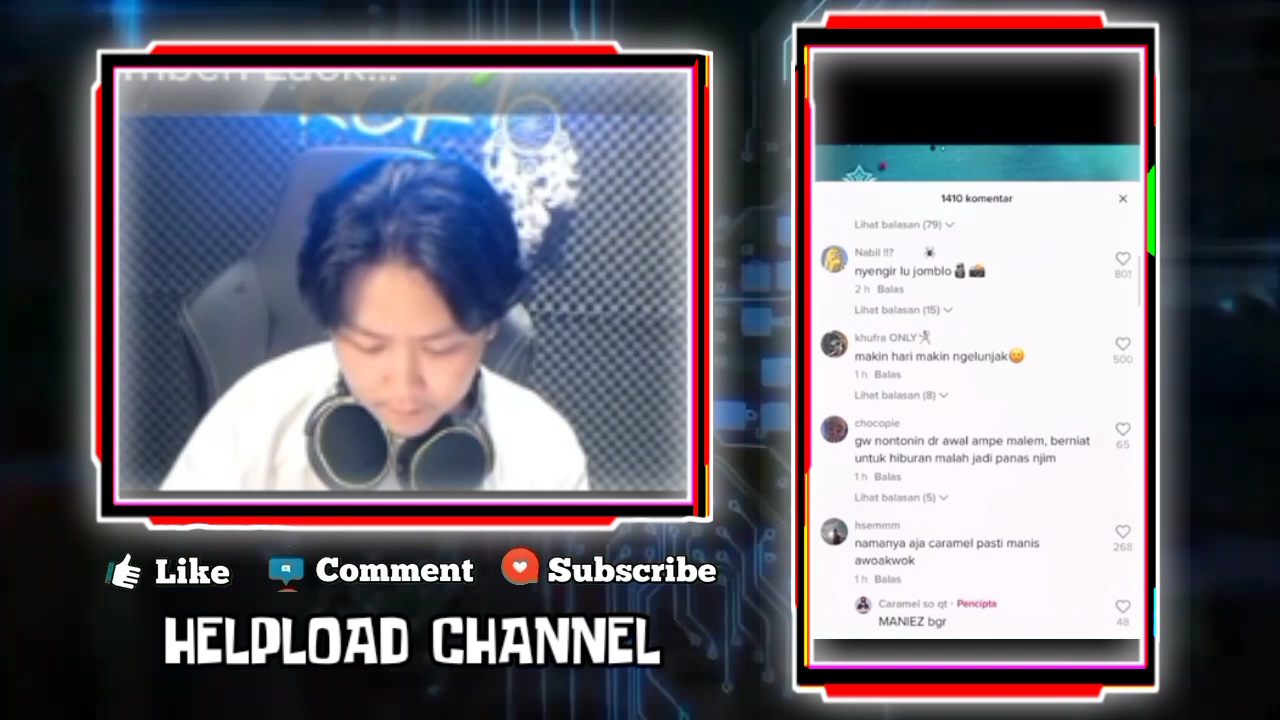 Like
Comment
Subscribe
HELPLOAD CHANNEL
1410 komentar
Lihat balasan (79)
Nabil !!?
nyengir lu jomblo
801
2 h Balas
Lihat balasan (15)
khufra ONLY
makin hari makin ngelunjak😊
500
1 h Balas
Lihat balasan (8)
chocopie
gw nontonin dr awal ampe malem, berniat
untuk hiburan malah jadi panas njim
65
1 h Balas
Lihat balasan (5)
hsemmm
namanya aja caramel pasti manis
awoakwok
268
1 h Balas
Caramel so qt · Pencipta
MANIEZ bgr
48